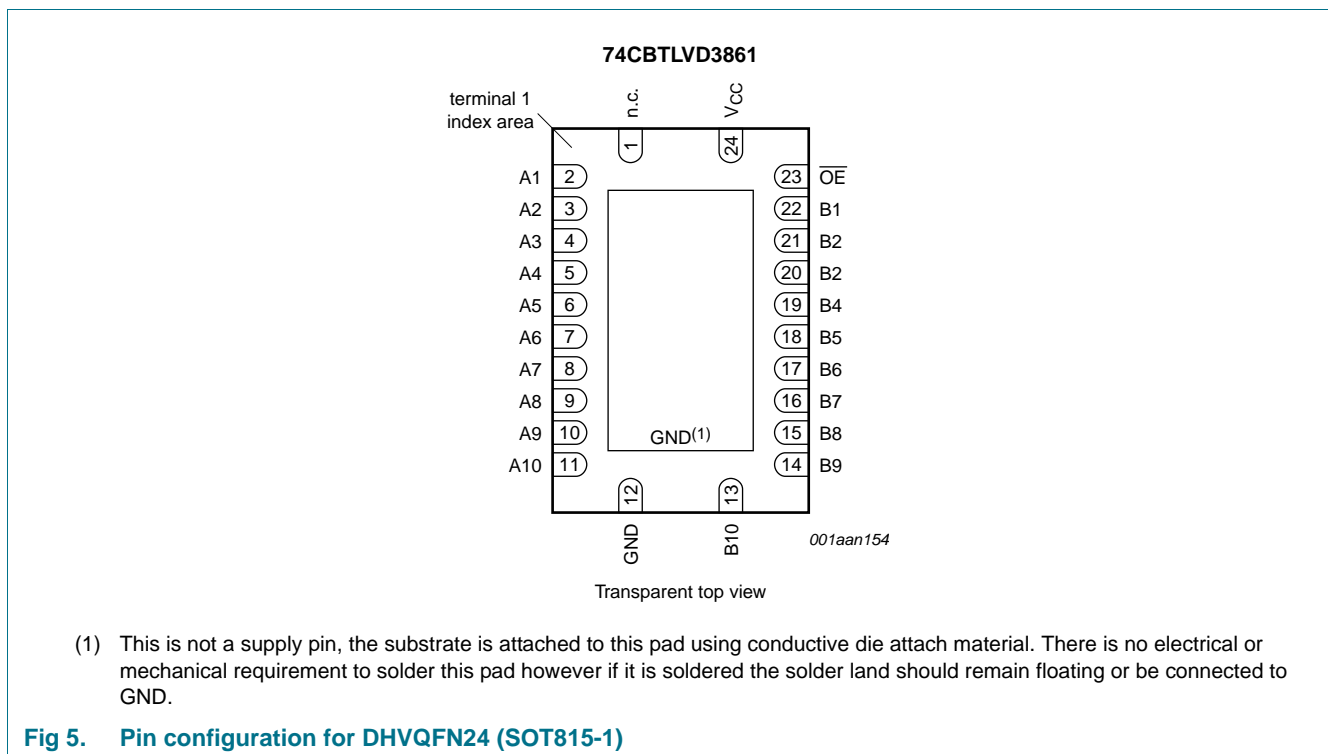 74CBTLVD3861
terminal 1
index area
n.c.
VCC
1
24
A1 2
23 OE
A2 3
22 B1
A3 4
21 B2
A4 5
20 B2
A5 6
19 B4
A6 7
18 B5
A7 8
17 B6
A8 9
16 B7
A9 10
15 B8
A10 11
14 B9
GND(1)
12
13
GND
B10
001aan154
Transparent top view
(1) This is not a supply pin, the substrate is attached to this pad using conductive die attach material. There is no electrical or
mechanical requirement to solder this pad however if it is soldered the solder land should remain floating or be connected to
GND.
Fig 5. Pin configuration for DHVQFN24 (SOT815-1)